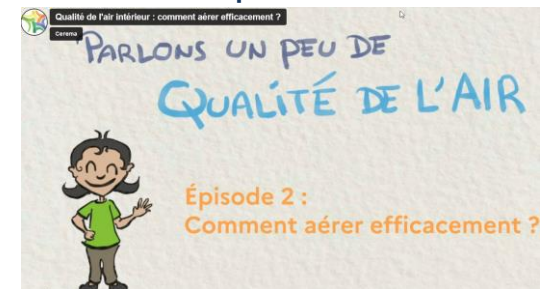 Qualité de l'air intérieur : comment aérer efficacement ?
Cerema
PARLONS UN PEU DE
QUALITÉ DE L'AIR
Épisode 2 :
Comment aérer efficacement ?